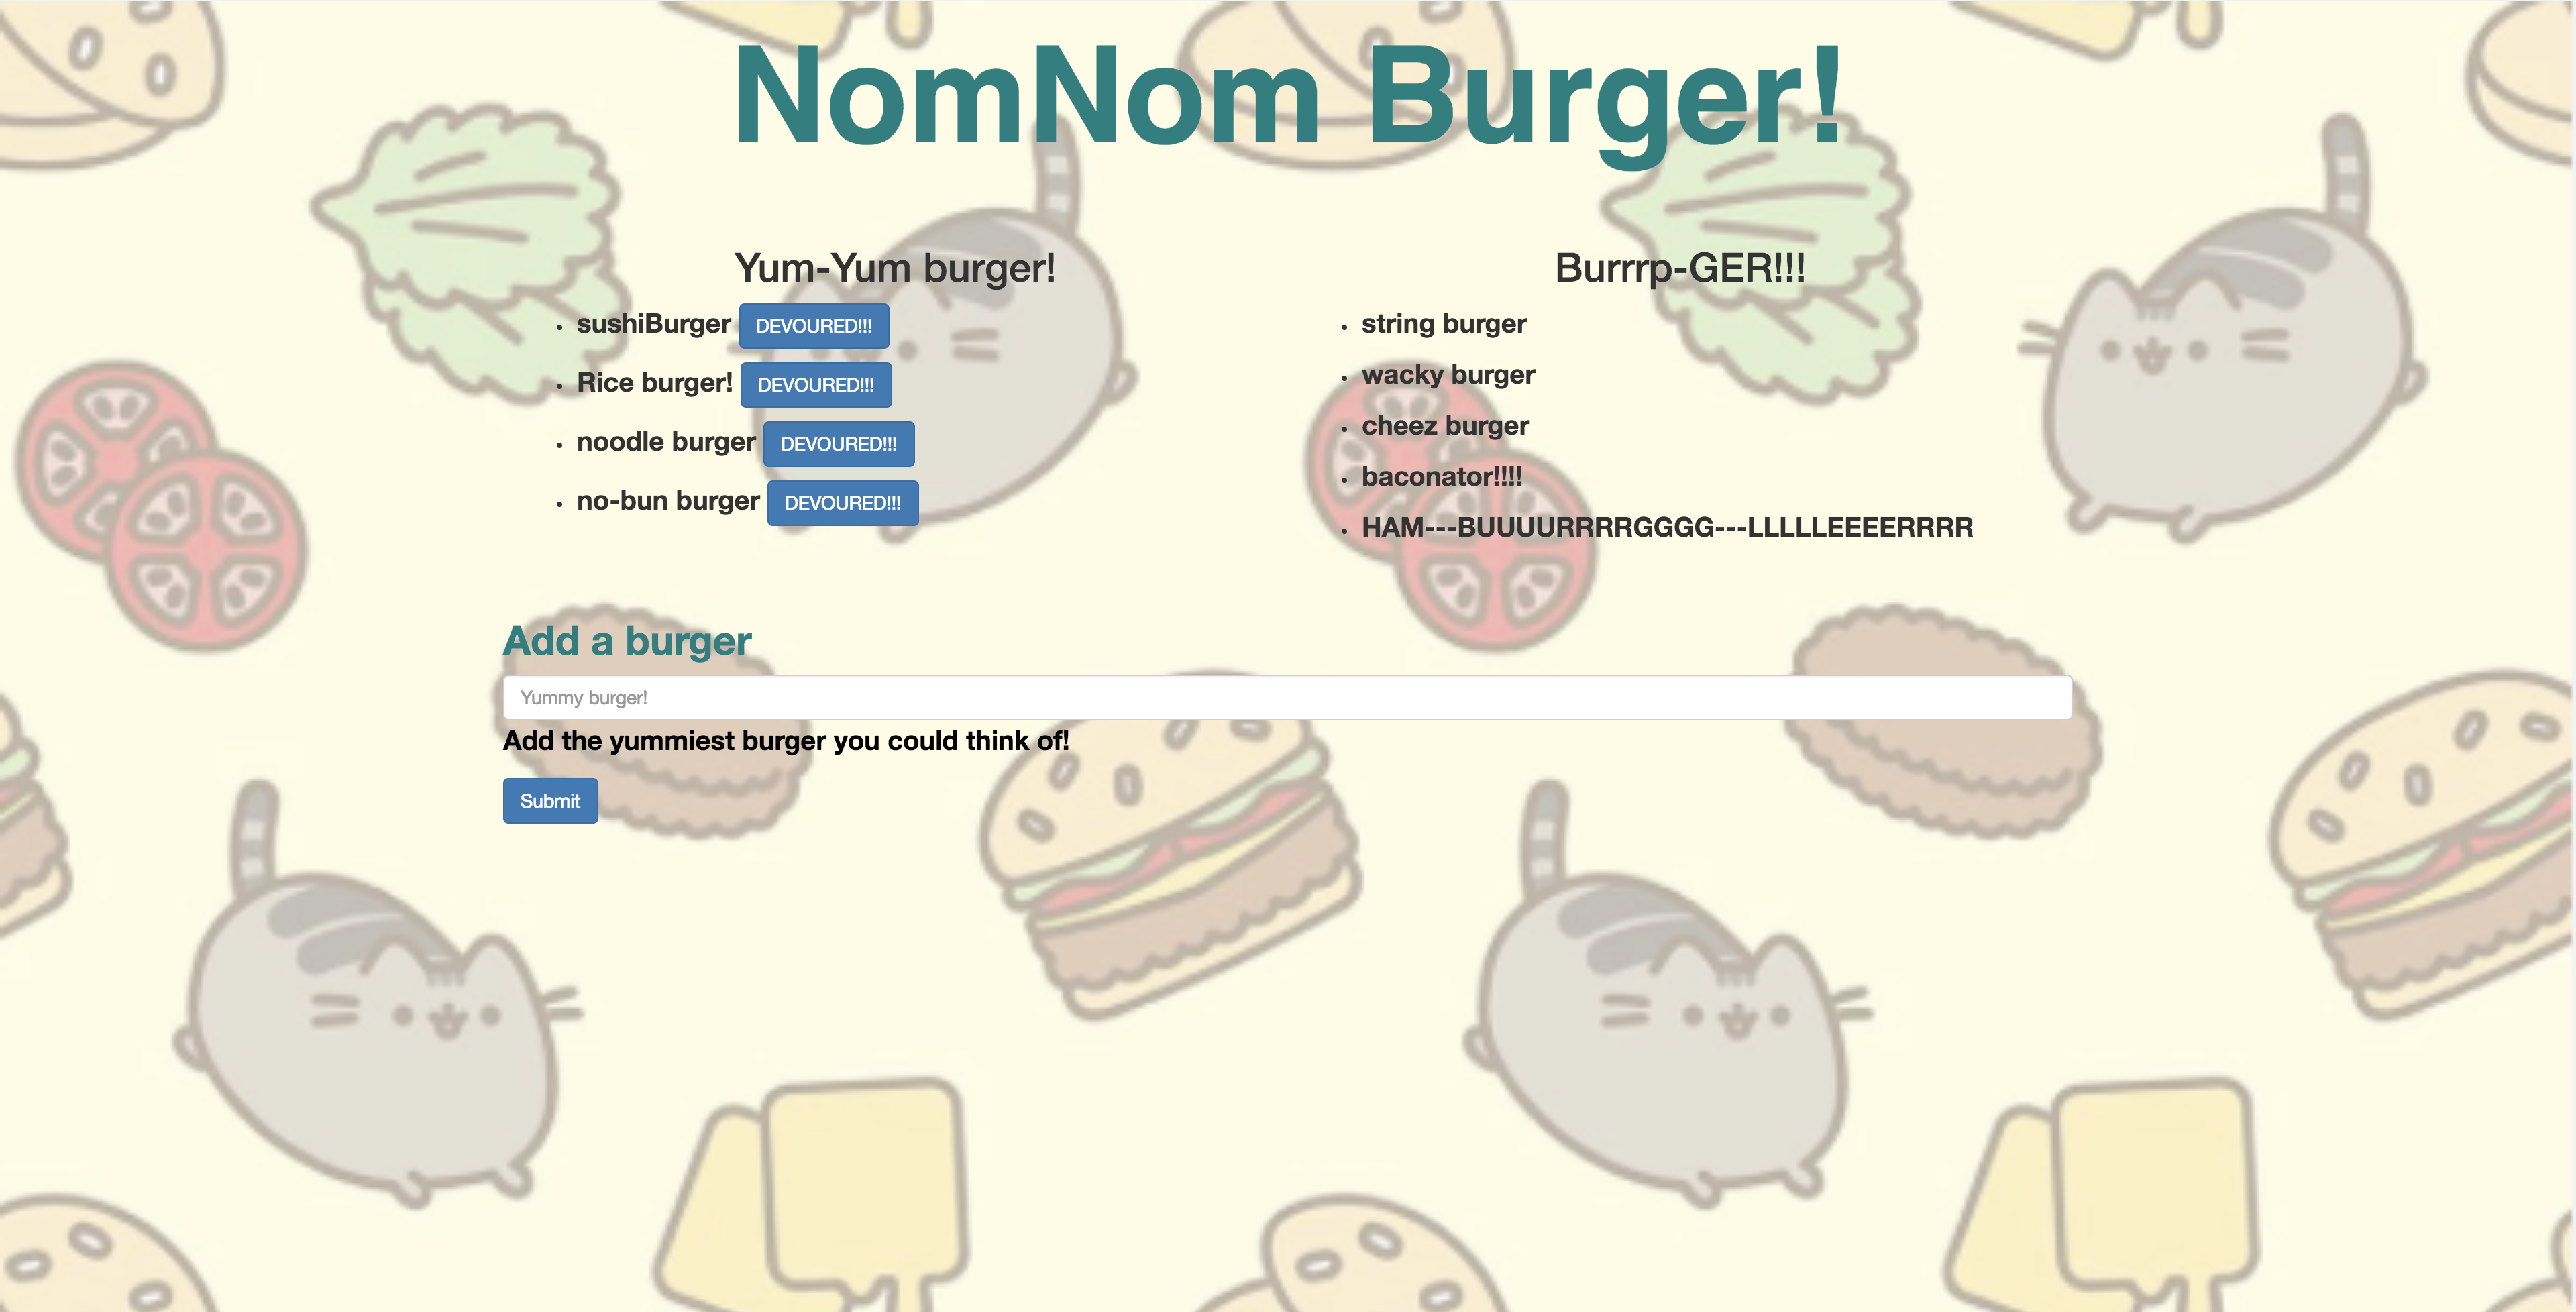 NomNom Burger!
Yum-Yum burger!
sushiBurger DEVOURED!!!
Rice burger! DEVOURED!!!
noodle burger DEVOURED!!!
no-bun burger DEVOURED!!!
Burrrp-GER!!!
string burger
wacky burger
cheez burger
baconator!!!!
HAM---BUUUURRRRGGGG---LLLLLEEEERRRR
Add a burger
Yummy burger!
Add the yummiest burger you could think of!
Submit